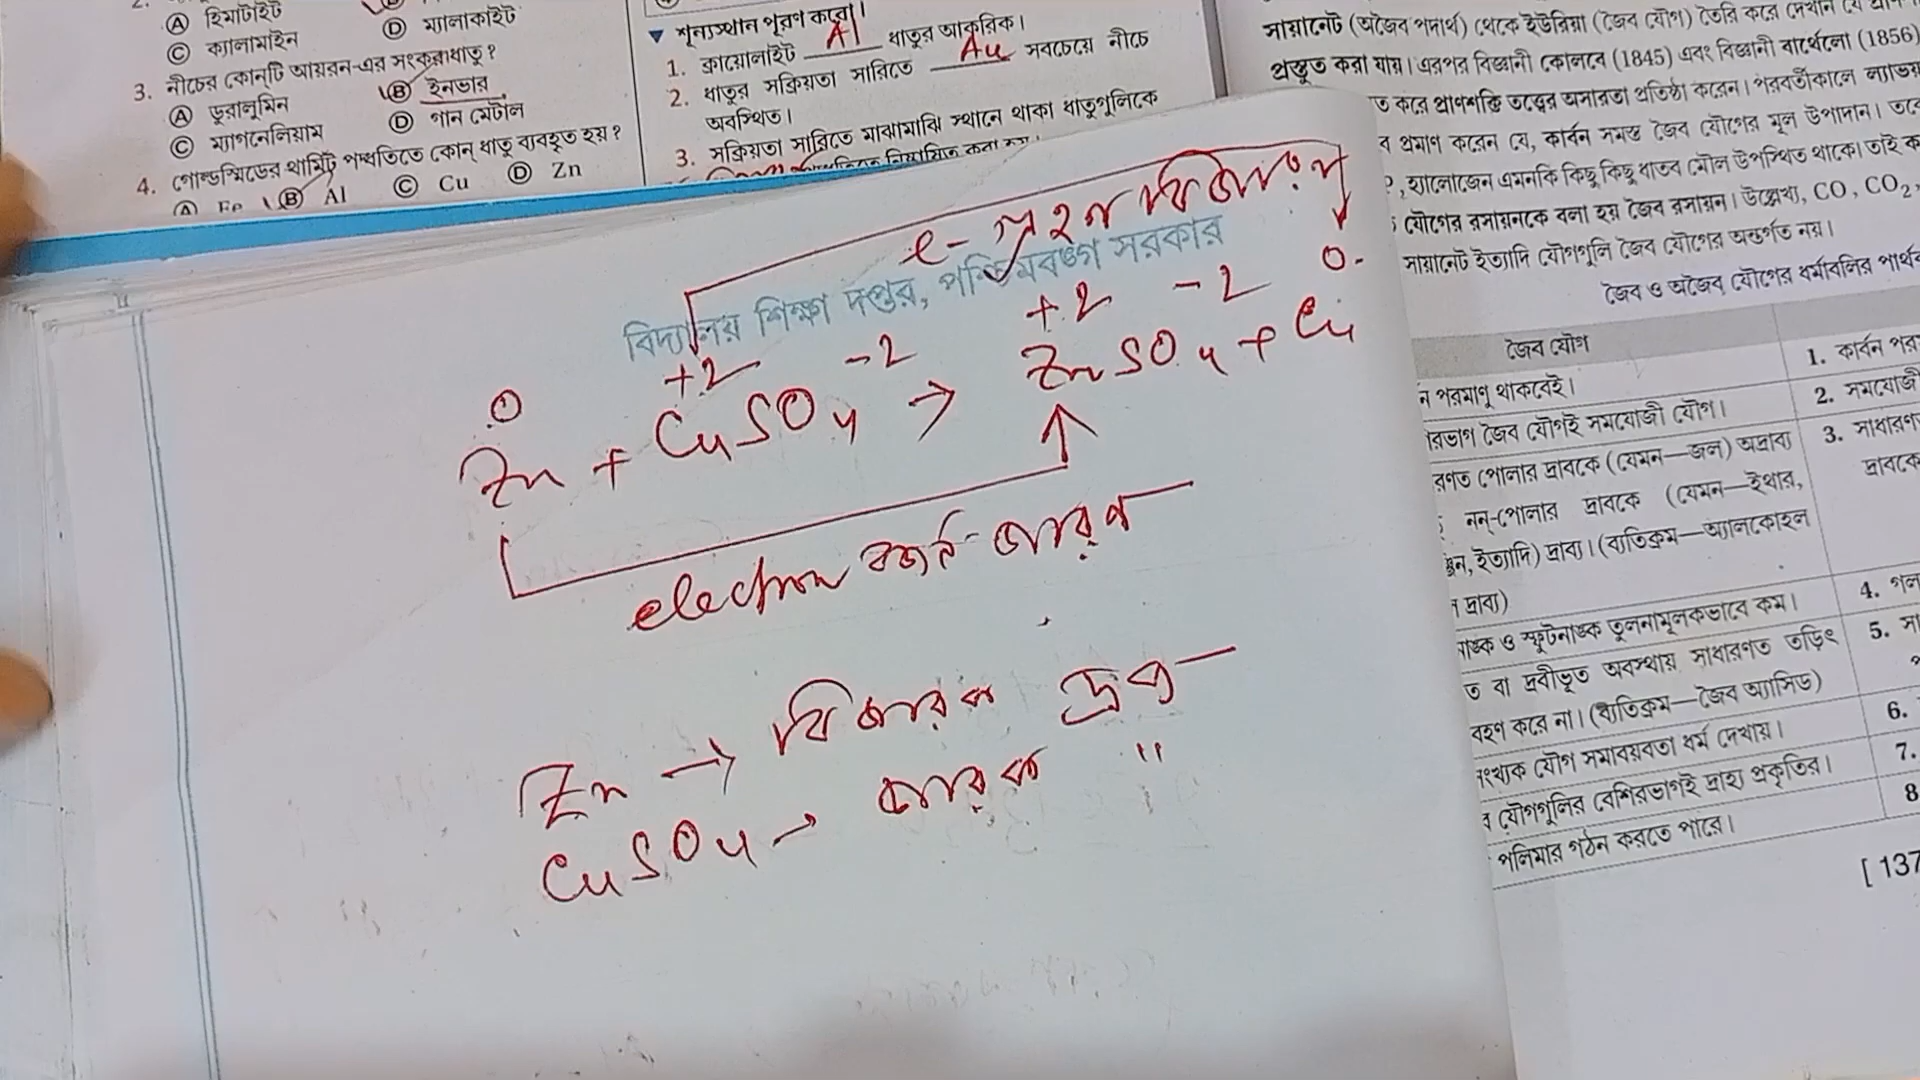 Ⓐ হিমাটাইট
Ⓒ ক্যালামাইন
Ⓓ ম্যালাকাইট
3. নীচের কোন্‌টি আয়রন-এর সংকরধাতু?
Ⓐ ডুরালুমিন
Ⓑ ইনভার
Ⓒ ম্যাগনেলিয়াম
Ⓓ গান মেটাল
4. গোল্ডস্মিডের থার্মিট পদ্ধতিতে কোন্ ধাতু ব্যবহৃত হয়?
Ⓐ Fe Ⓑ Al Ⓒ Cu Ⓓ Zn
▼ শূন্যস্থান পূরণ করো।
1. ক্রায়োলাইট Al ধাতুর আকরিক।
2. ধাতুর সক্রিয়তা সারিতে Au সবচেয়ে নীচে
অবস্থিত।
3. সক্রিয়তা সারিতে মাঝামাঝি স্থানে থাকা ধাতুগুলিকে
সায়ানেট (অজৈব পদার্থ) থেকে ইউরিয়া (জৈব যৌগ) তৈরি করে দেখান যে
প্রস্তুত করা যায়। এরপর বিজ্ঞানী কোলবে (1845) এবং বিজ্ঞানী বার্থেলো (1856)
ত করে প্রাণশক্তি তত্ত্বের অসারতা প্রতিষ্ঠা করেন। পরবর্তীকালে
ব প্রমাণ করেন যে, কার্বন সমস্ত জৈব যৌগের মূল উপাদান। তবে
হ্যালোজেন এমনকি কিছু কিছু ধাতব মৌল উপস্থিত থাকে। তাই
যৌগের রসায়নকে বলা হয় জৈব রসায়ন। উল্লেখ্য, CO, CO₂,
সায়ানেট ইত্যাদি যৌগগুলি জৈব যৌগের অন্তর্গত নয়।
জৈব ও অজৈব যৌগের ধর্মাবলির পার্থক
জৈব যৌগ
ন পরমাণু থাকবেই।
1. কার্বন পর
রভাগ জৈব যৌগই সমযোজী যৌগ।
2. সমযোজী
রণত পোলার দ্রাবকে (যেমন—জল) অদ্রাব্য
3. সাধারণ
নন্-পোলার দ্রাবকে (যেমন—ইথার,
দ্রাবকে
ইত্যাদি) দ্রাব্য। (ব্যতিক্রম—অ্যালকোহল
দ্রাব্য)
4. গল
ঙ্ক ও স্ফুটনাঙ্ক তুলনামূলকভাবে কম।
5. সা
ত বা দ্রবীভূত অবস্থায় সাধারণত তড়িৎ
বহণ করে না। (ব্যতিক্রম—জৈব অ্যাসিড)
6.
ংখ্যক যৌগ সমাবয়বতা ধর্ম দেখায়।
7.
ব যৌগগুলির বেশিরভাগই দাহ্য প্রকৃতির।
8
পলিমার গঠন করতে পারে।
[ 137
e- গ্রহণ বিজারণ
বিদ্যালয় শিক্ষা দপ্তর, পশ্চিমবঙ্গ সরকার
0 +2 -2 +2 -2 0
Zn + CuSO4 → ZnSO4 + Cu
electron বর্জন জারণ
Zn → বিজারক দ্রব্য
CuSO4 → জারক "